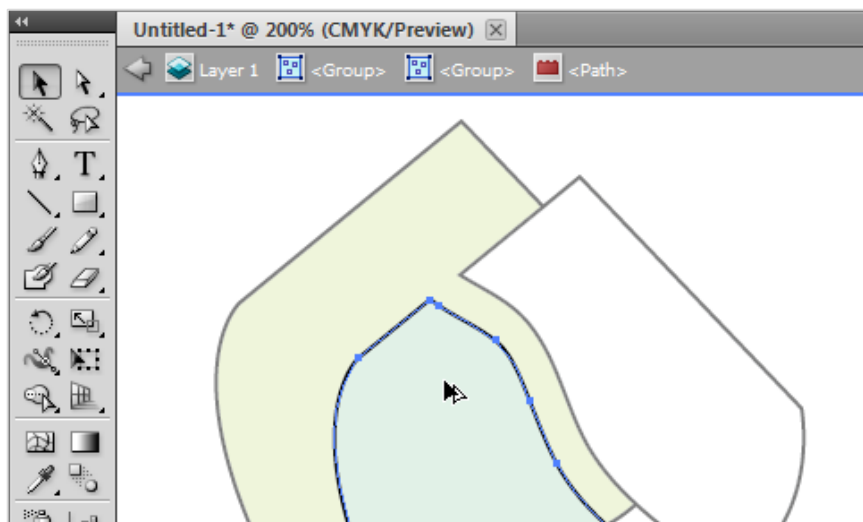 Untitled-1* @ 200% (CMYK/Preview)
Layer 1 <Group> <Group> <Path>
T